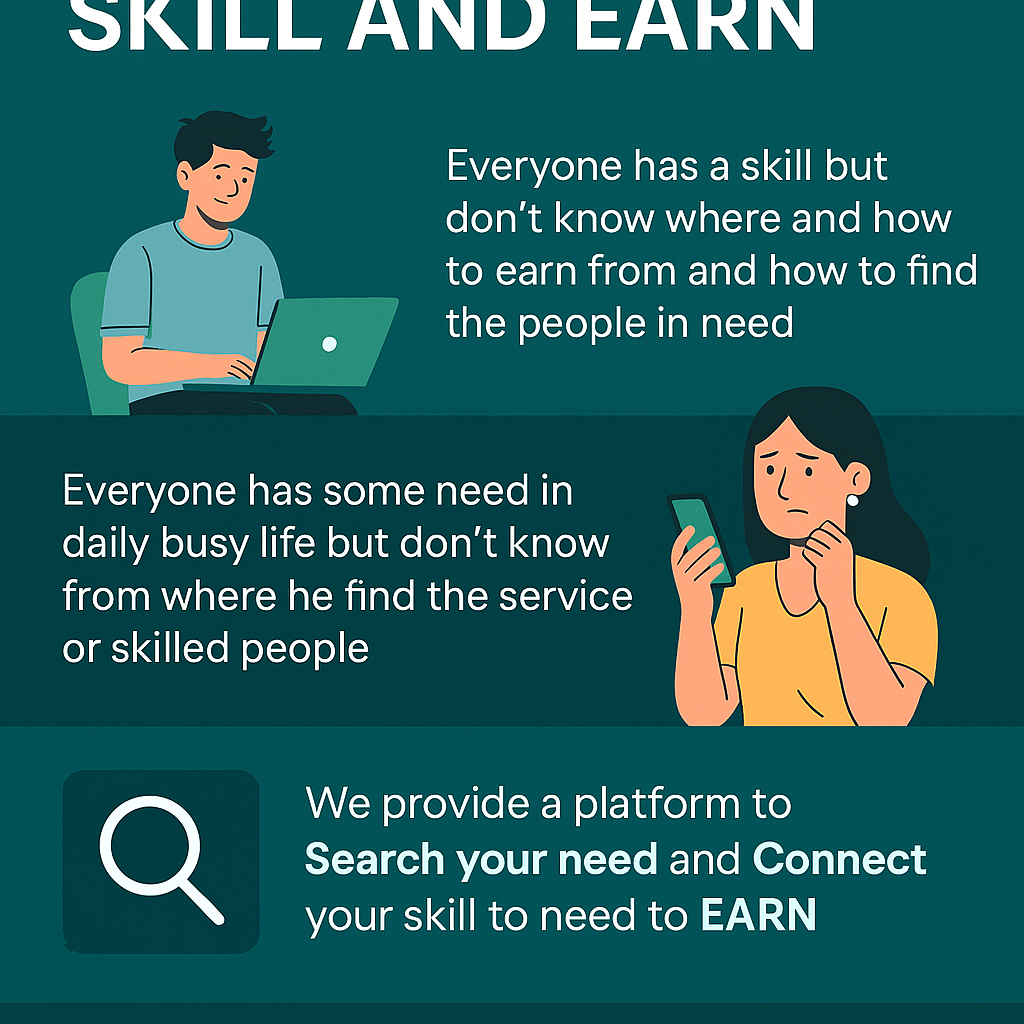 SKILL AND EARN
Everyone has a skill but
don't know where and how
to earn from and how to find
the people in need
Everyone has some need in
daily busy life but don't know
from where he find the service
or skilled people
We provide a platform to
Search your need and Connect
your skill to need to EARN